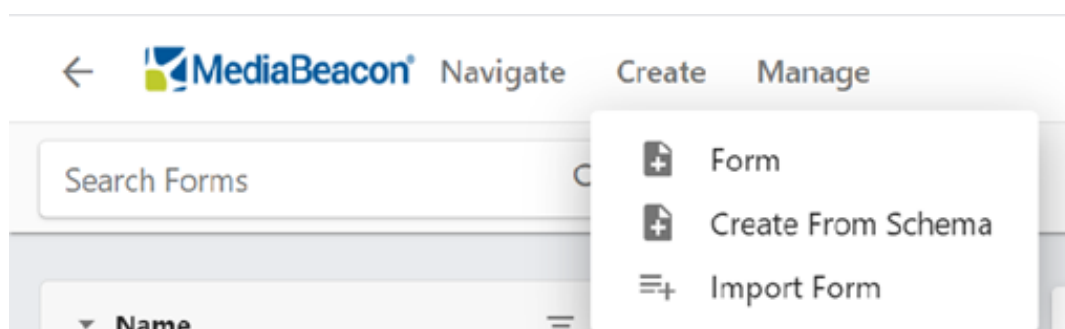 MediaBeacon® Navigate Create Manage
Search Forms
Form
Create From Schema
Import Form
Name